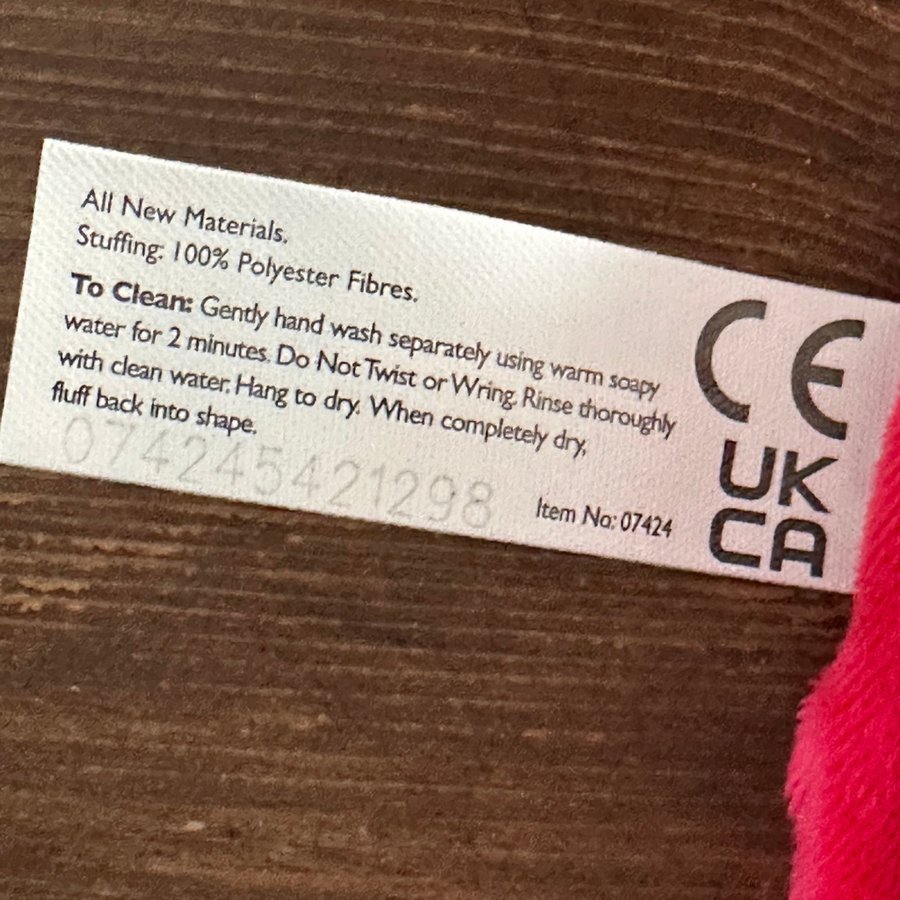 All New Materials.
Stuffing: 100% Polyester Fibres.
To Clean: Gently hand wash separately using warm soapy
water for 2 minutes. Do Not Twist or Wring. Rinse thoroughly
with clean water. Hang to dry. When completely dry,
fluff back into shape.
074245421298
Item No: 07424
CE
UK
CA